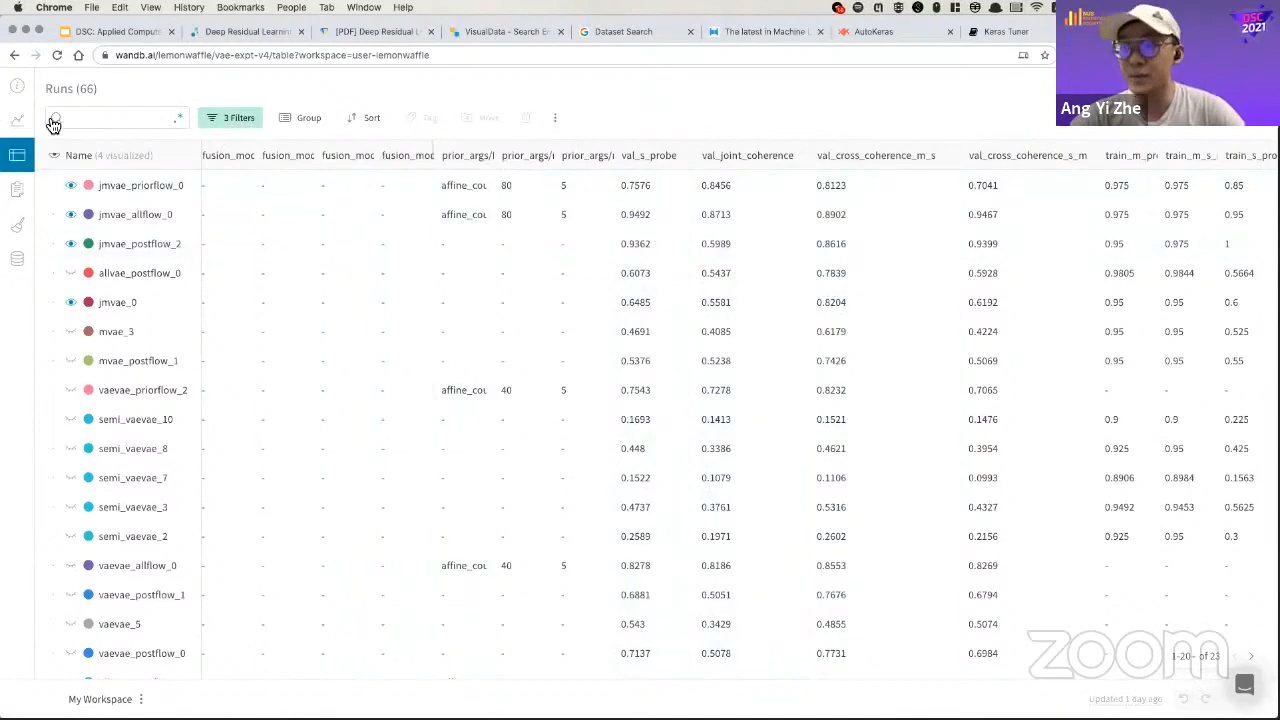 Chrome File Edit View History Bookmarks People Tab Window Help
DSC: Applied Comput
Deep Residual Learning
[PDF] Deep Residual L
VisualData - Search E
Dataset Search
The latest in Machine L
AutoKeras
Keras Tuner
wandb.ai/lemonwaffle/vae-expt-v4/table?workspace=user-lemonwaffle
NUS
DSC
2021
Ang Yi Zhe
Runs (66)
.* 3 Filters Group Sort Tag Move
Name (4 visualized) fusion_moc fusion_moc fusion_moc fusion_moc prior_args/l prior_args/l prior_args/l val_s_probe val_joint_coherence val_cross_coherence_m_s val_cross_coherence_s_m train_m_pr train_m_s_ train_s_pro
jmvae_priorflow_0 - - - - affine_cou 80 5 0.7576 0.8456 0.8123 0.7041 0.975 0.975 0.85
jmvae_allflow_0 - - - - affine_cou 80 5 0.9492 0.8713 0.8902 0.9467 0.975 0.975 0.95
jmvae_postflow_2 - - - - - - - 0.9362 0.5989 0.8616 0.9399 0.95 0.975 1
alivae_postflow_0 - - - - - - - 0.6073 0.5437 0.7839 0.5928 0.9805 0.9844 0.5664
jmvae_0 - - - - - - - 0.6485 0.5581 0.8204 0.6192 0.95 0.95 0.6
mvae_3 - - - - - - - 0.4691 0.4085 0.6179 0.4224 0.95 0.95 0.525
mvae_postflow_1 - - - - - - - 0.5376 0.5238 0.7426 0.5069 0.95 0.95 0.55
vaevae_priorflow_2 - - - - affine_cou 40 5 0.7543 0.7278 0.8232 0.7065 - - -
semi_vaevae_10 - - - - - - - 0.1693 0.1413 0.1521 0.1476 0.9 0.9 0.225
semi_vaevae_8 - - - - - - - 0.448 0.3386 0.4621 0.3954 0.925 0.95 0.425
semi_vaevae_7 - - - - - - - 0.1522 0.1079 0.1106 0.0993 0.8906 0.8984 0.1563
semi_vaevae_3 - - - - - - - 0.4737 0.3761 0.5316 0.4327 0.9492 0.9453 0.5625
semi_vaevae_2 - - - - - - - 0.2589 0.1971 0.2602 0.2156 0.925 0.95 0.3
vaevae_allflow_0 - - - - affine_cou 40 5 0.8278 0.8186 0.8553 0.8269 - - -
vaevae_postflow_1 - - - - - - - 0.6881 0.5051 0.7676 0.6794 - - -
vaevae_5 - - - - - - - 0.543 0.3429 0.4855 0.5074 - - -
vaevae_postflow_0 - - - - - - - 0.7137 0.5078 0.7731 0.6984 - -
zoom
1-20 of 23
My Workspace
Updated 1 day ago